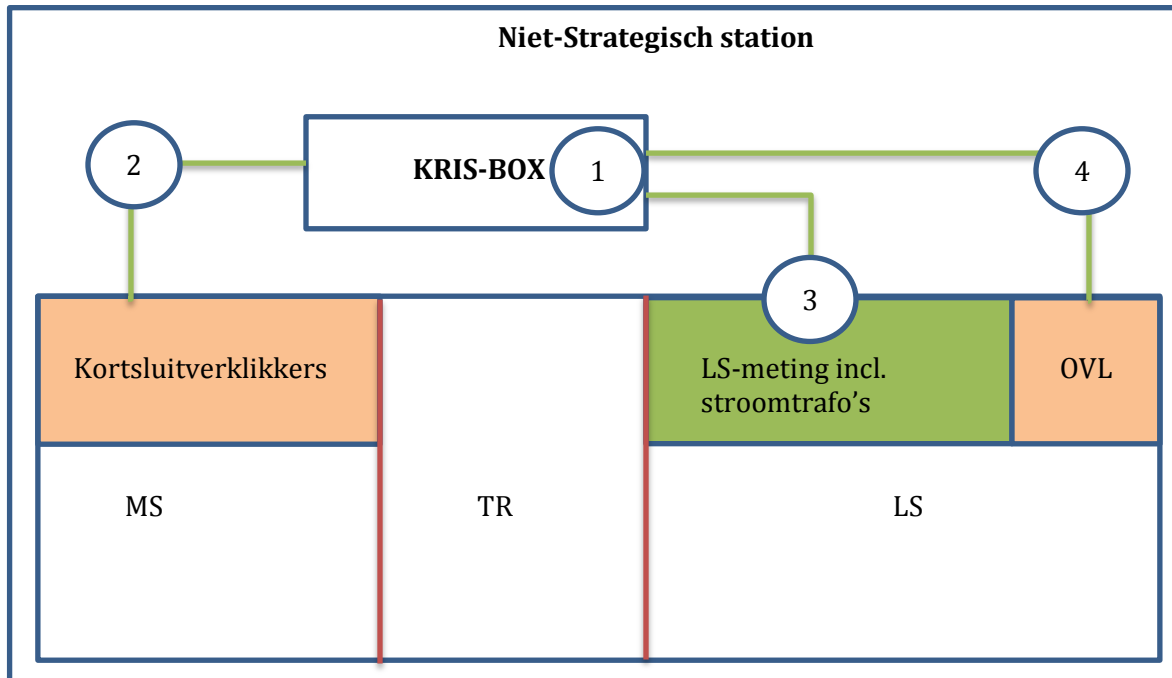 Niet-Strategisch station
2
KRIS-BOX
1
4
3
Kortsluitverklikkers
LS-meting incl.
stroomtrafo's
OVL
MS
TR
LS